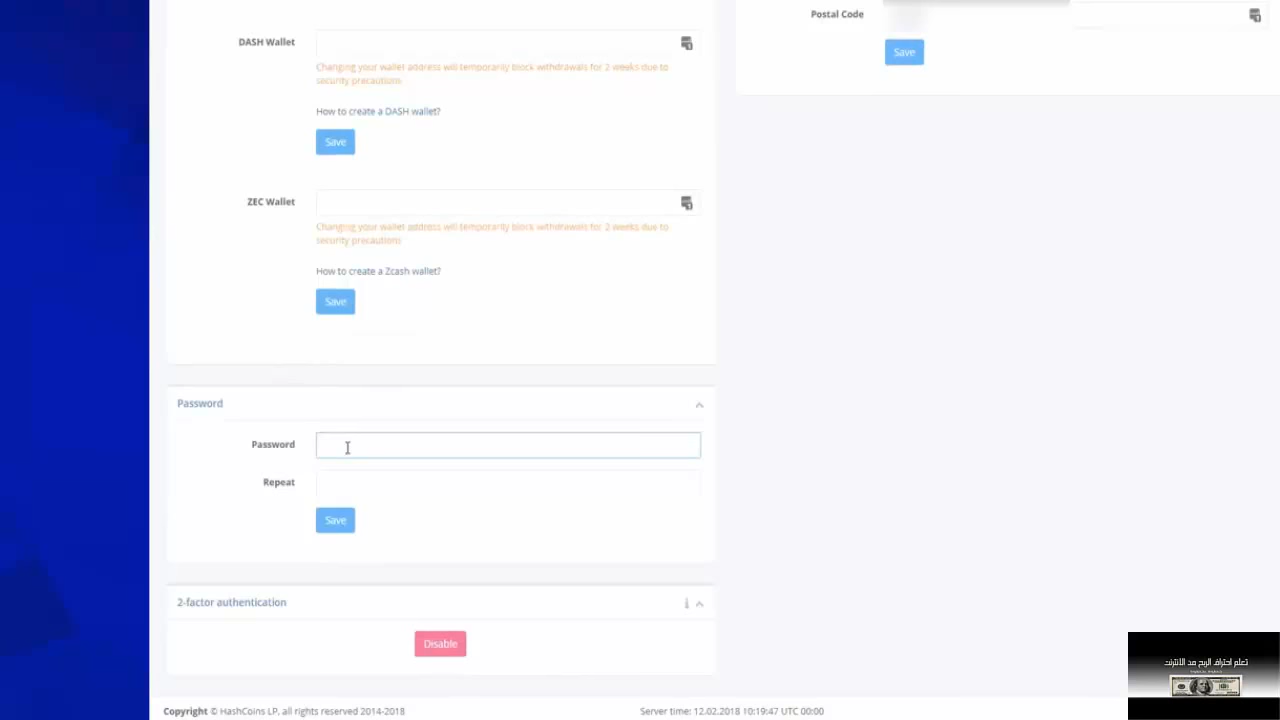 Postal Code
Save
DASH Wallet
Changing your wallet address will temporarily block withdrawals for 2 weeks due to
security precautions
How to create a DASH wallet?
Save
ZEC Wallet
Changing your wallet address will temporarily block withdrawals for 2 weeks due to
security precautions
How to create a Zcash wallet?
Save
Password
Password
Repeat
Save
2-factor authentication
Disable
تعلم احتراف الربح مد الانترنت
Copyright © HashCoins LP, all rights reserved 2014-2018
Server time: 12.02.2018 10:19:47 UTC 00:00